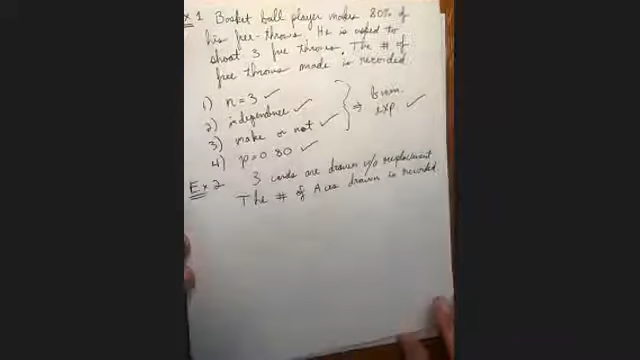 x 1 Basket ball player makes 80% of
his free-throws. He is asked to
shoot 3 free throws. The # of
free throws made is recorded
1) n = 3 ✓
2) independence ✓
3) make or not ✓
4) p = 0.80 ✓
} ⇒ binom. exp. ✓
Ex 2 3 cards are drawn w/o replacement
The # of Aces drawn is recorded